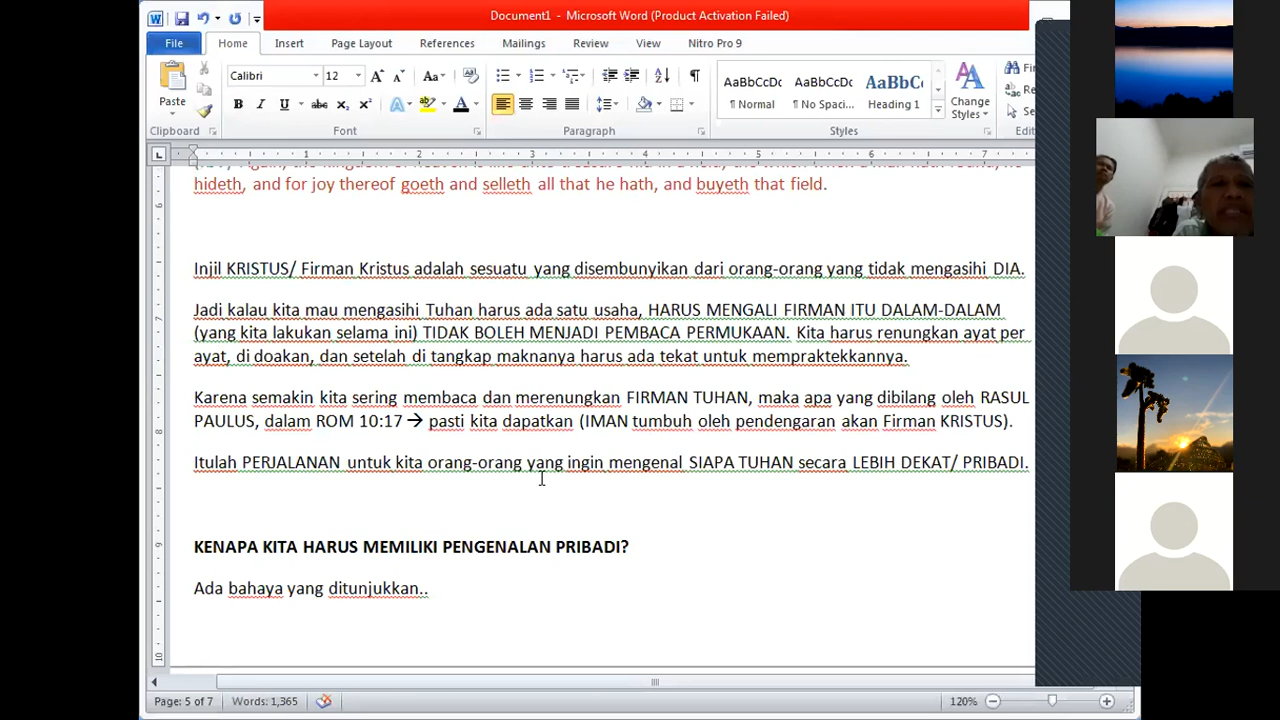 Document1 - Microsoft Word (Product Activation Failed)
File Home Insert Page Layout References Mailings Review View Nitro Pro 9
Calibri 12
Paste
Clipboard Font Paragraph Styles
AaBbCcDc AaBbCcDc AaBbC
¶ Normal ¶ No Spaci... Heading 1
Change Styles
hideth, and for joy thereof goeth and selleth all that he hath, and buyeth that field.
Injil KRISTUS/ Firman Kristus adalah sesuatu yang disembunyikan dari orang-orang yang tidak mengasihi DIA.
Jadi kalau kita mau mengasihi Tuhan harus ada satu usaha, HARUS MENGALI FIRMAN ITU DALAM-DALAM
(yang kita lakukan selama ini) TIDAK BOLEH MENJADI PEMBACA PERMUKAAN. Kita harus renungkan ayat per
ayat, di doakan, dan setelah di tangkap maknanya harus ada tekat untuk mempraktekkannya.
Karena semakin kita sering membaca dan merenungkan FIRMAN TUHAN, maka apa yang dibilang oleh RASUL
PAULUS, dalam ROM 10:17 → pasti kita dapatkan (IMAN tumbuh oleh pendengaran akan Firman KRISTUS).
Itulah PERJALANAN untuk kita orang-orang yang ingin mengenal SIAPA TUHAN secara LEBIH DEKAT/ PRIBADI.
KENAPA KITA HARUS MEMILIKI PENGENALAN PRIBADI?
Ada bahaya yang ditunjukkan..
Page: 5 of 7 Words: 1,365 120%